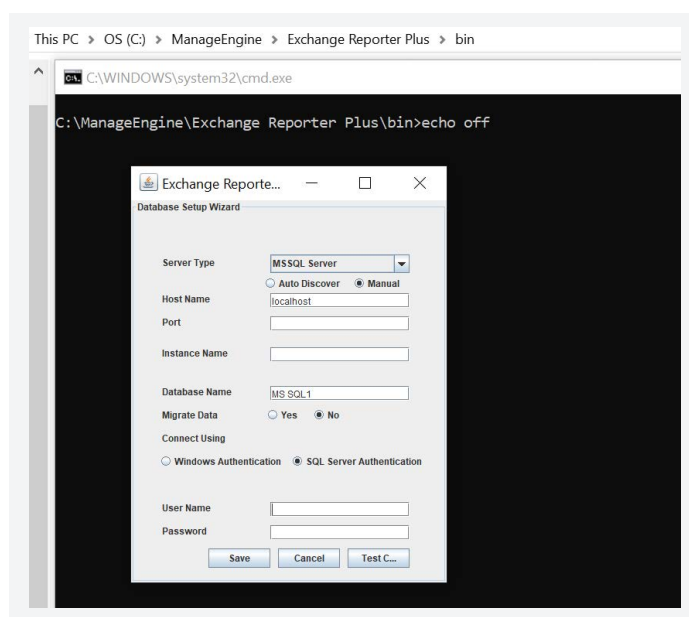 This PC > OS (C:) > ManageEngine > Exchange Reporter Plus > bin
C:\WINDOWS\system32\cmd.exe
C:\ManageEngine\Exchange Reporter Plus\bin>echo off
Exchange Reporte...
Database Setup Wizard
Server Type MSSQL Server
Auto Discover Manual
Host Name localhost
Port
Instance Name
Database Name MS SQL1
Migrate Data Yes No
Connect Using
Windows Authentication SQL Server Authentication
User Name
Password
Save Cancel Test C...